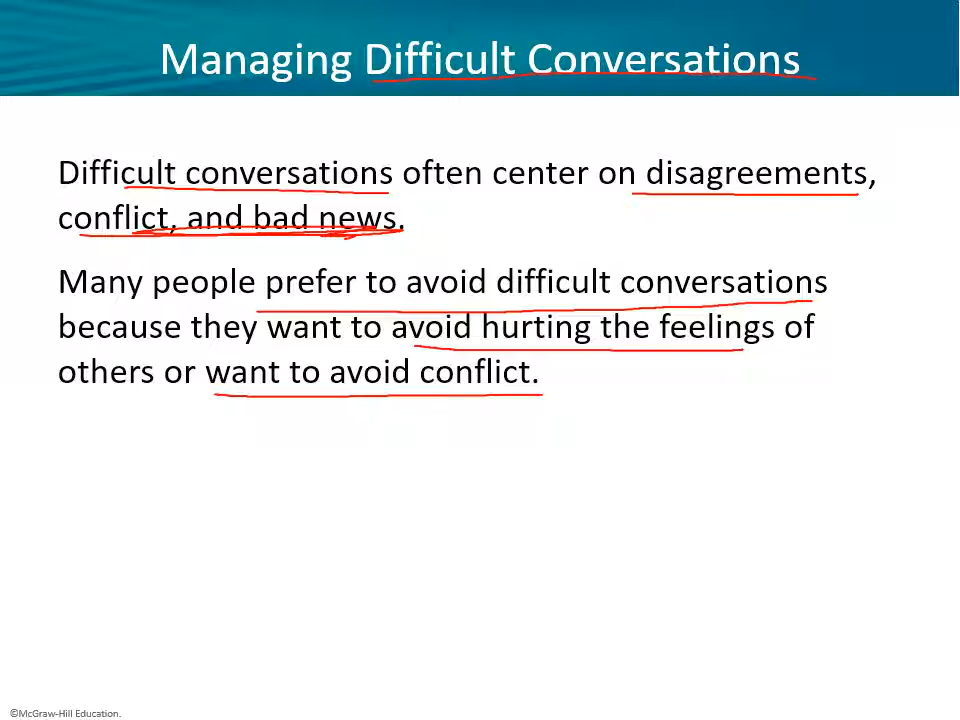 Managing Difficult Conversations
Difficult conversations often center on disagreements,
conflict, and bad news.
Many people prefer to avoid difficult conversations
because they want to avoid hurting the feelings of
others or want to avoid conflict.
©McGraw-Hill Education.